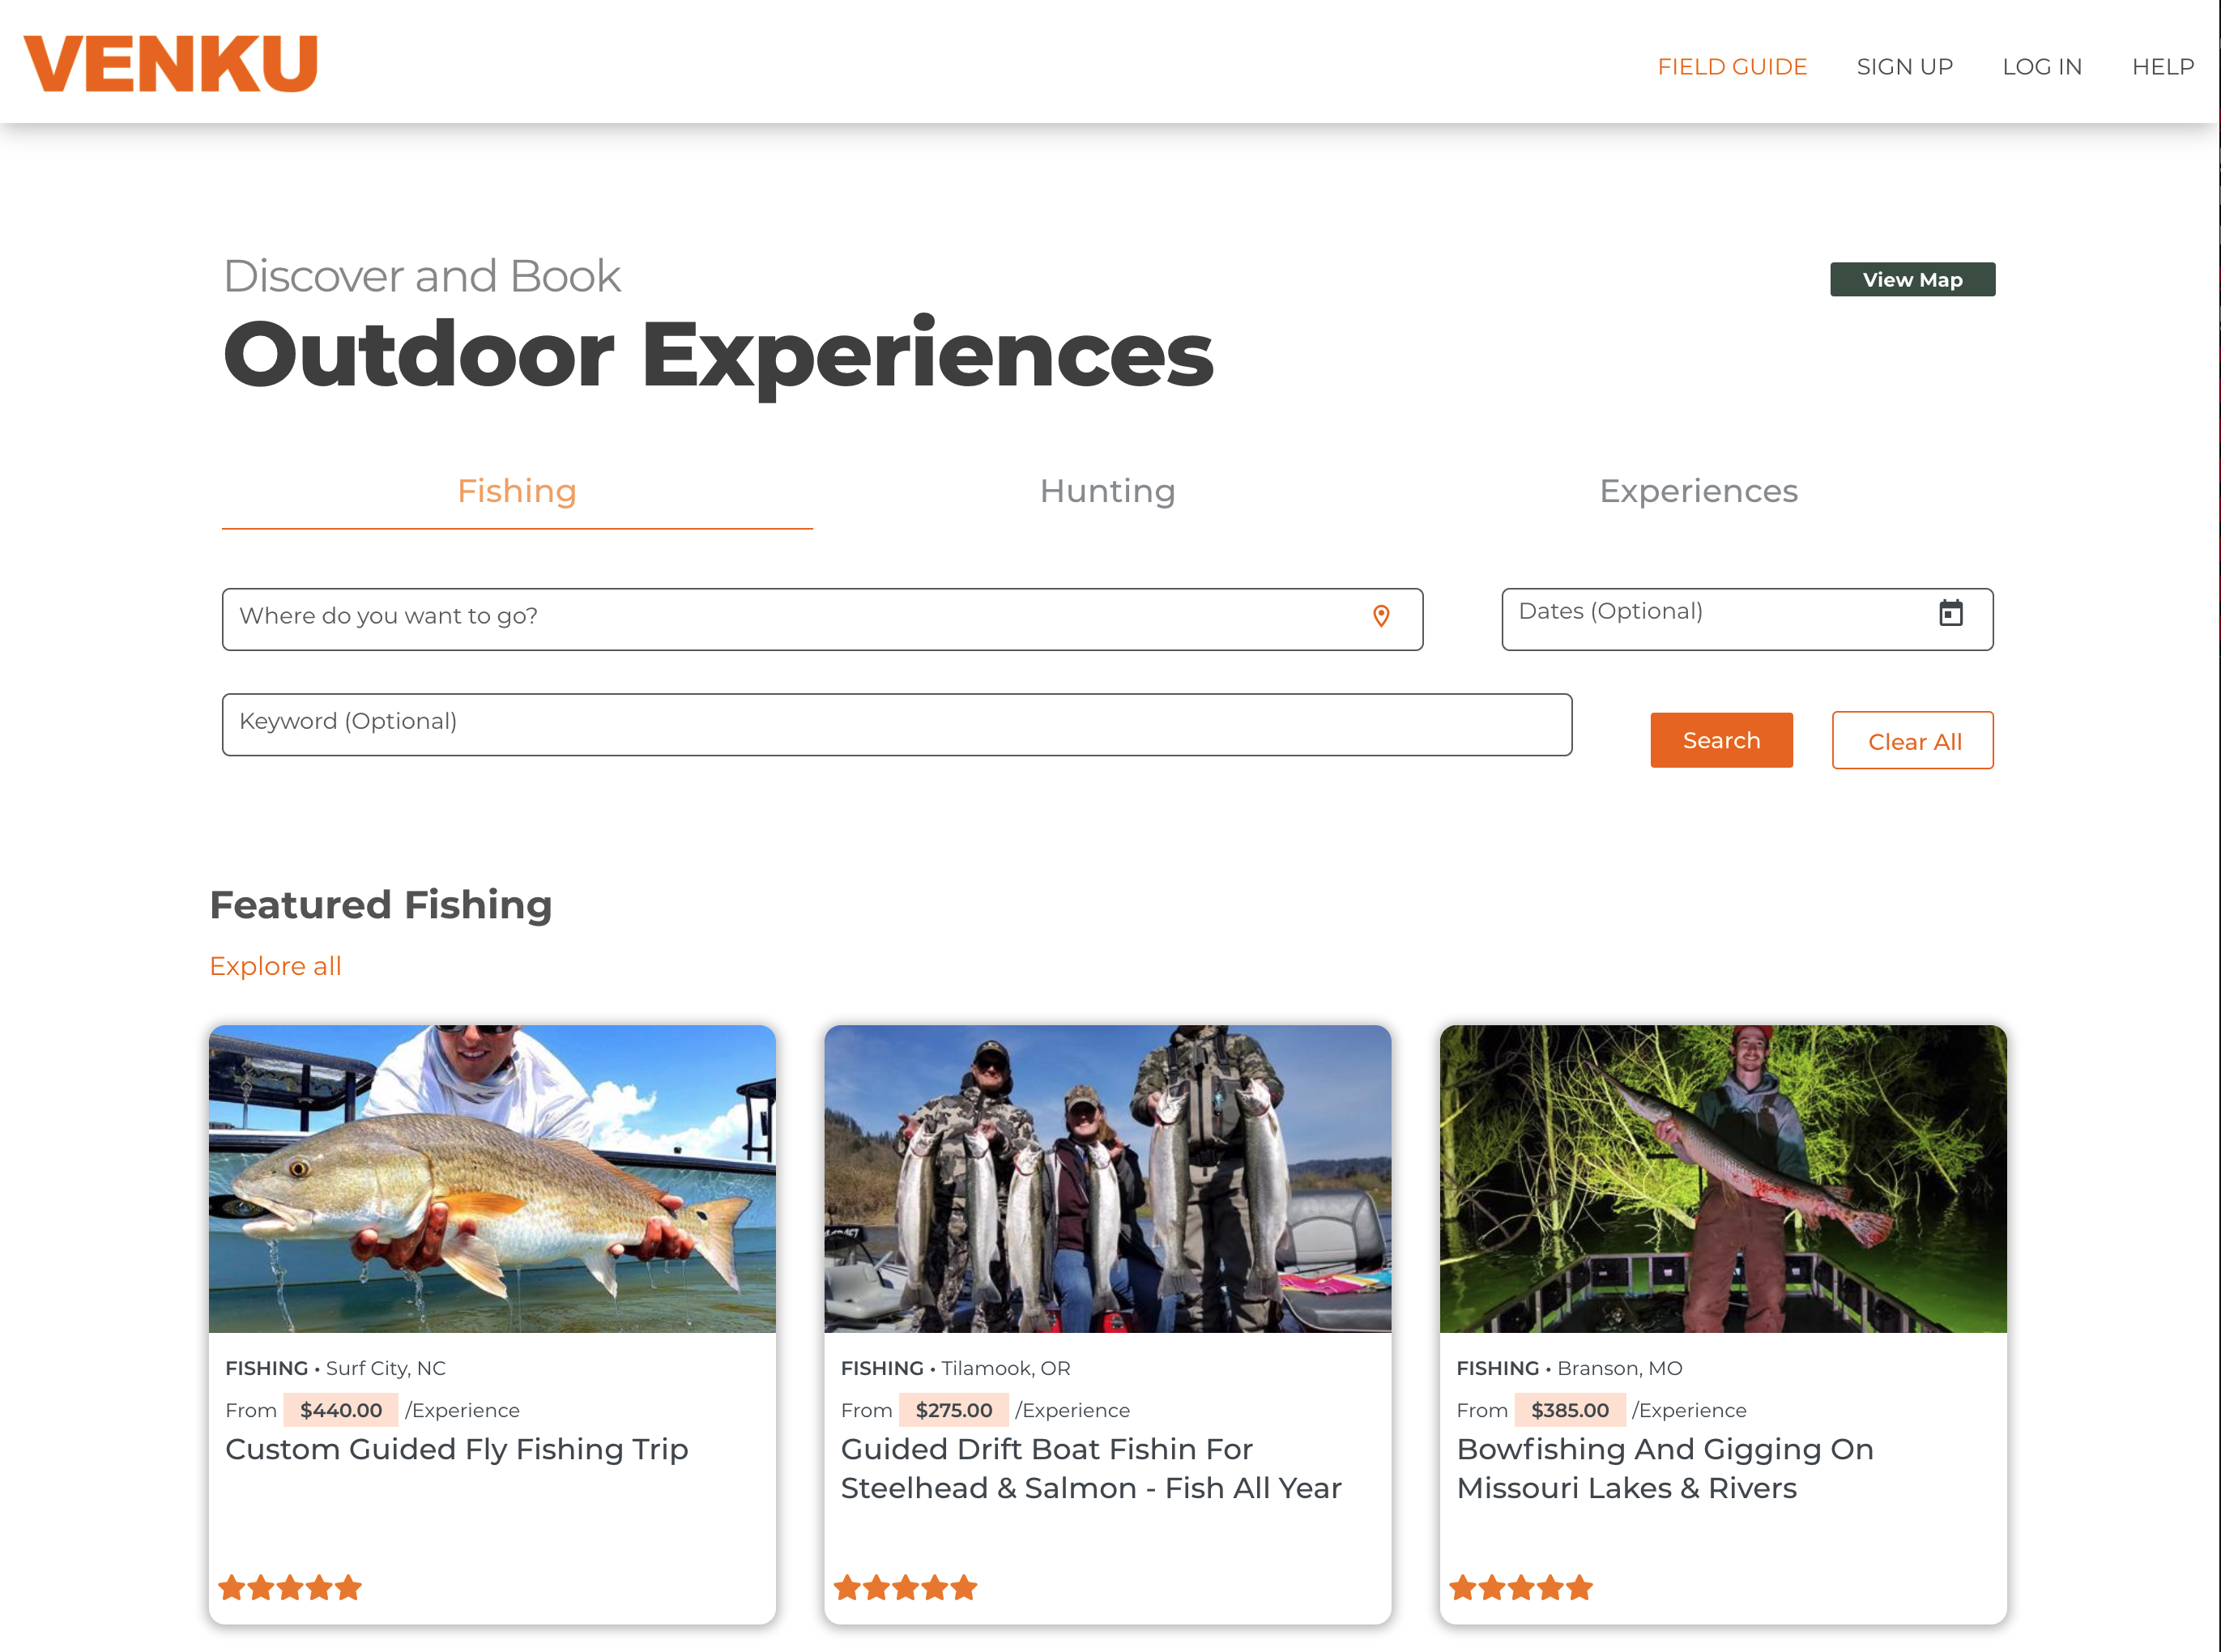 VENKU
FIELD GUIDE
SIGN UP
LOG IN
HELP
Discover and Book
View Map
Outdoor Experiences
Fishing
Hunting
Experiences
Where do you want to go?
Dates (Optional)
Keyword (Optional)
Search
Clear All
Featured Fishing
Explore all
FISHING • Surf City, NC
From $440.00 /Experience
Custom Guided Fly Fishing Trip
FISHING • Tilamook, OR
From $275.00 /Experience
Guided Drift Boat Fishin For
Steelhead & Salmon - Fish All Year
FISHING • Branson, MO
From $385.00 /Experience
Bowfishing And Gigging On
Missouri Lakes & Rivers